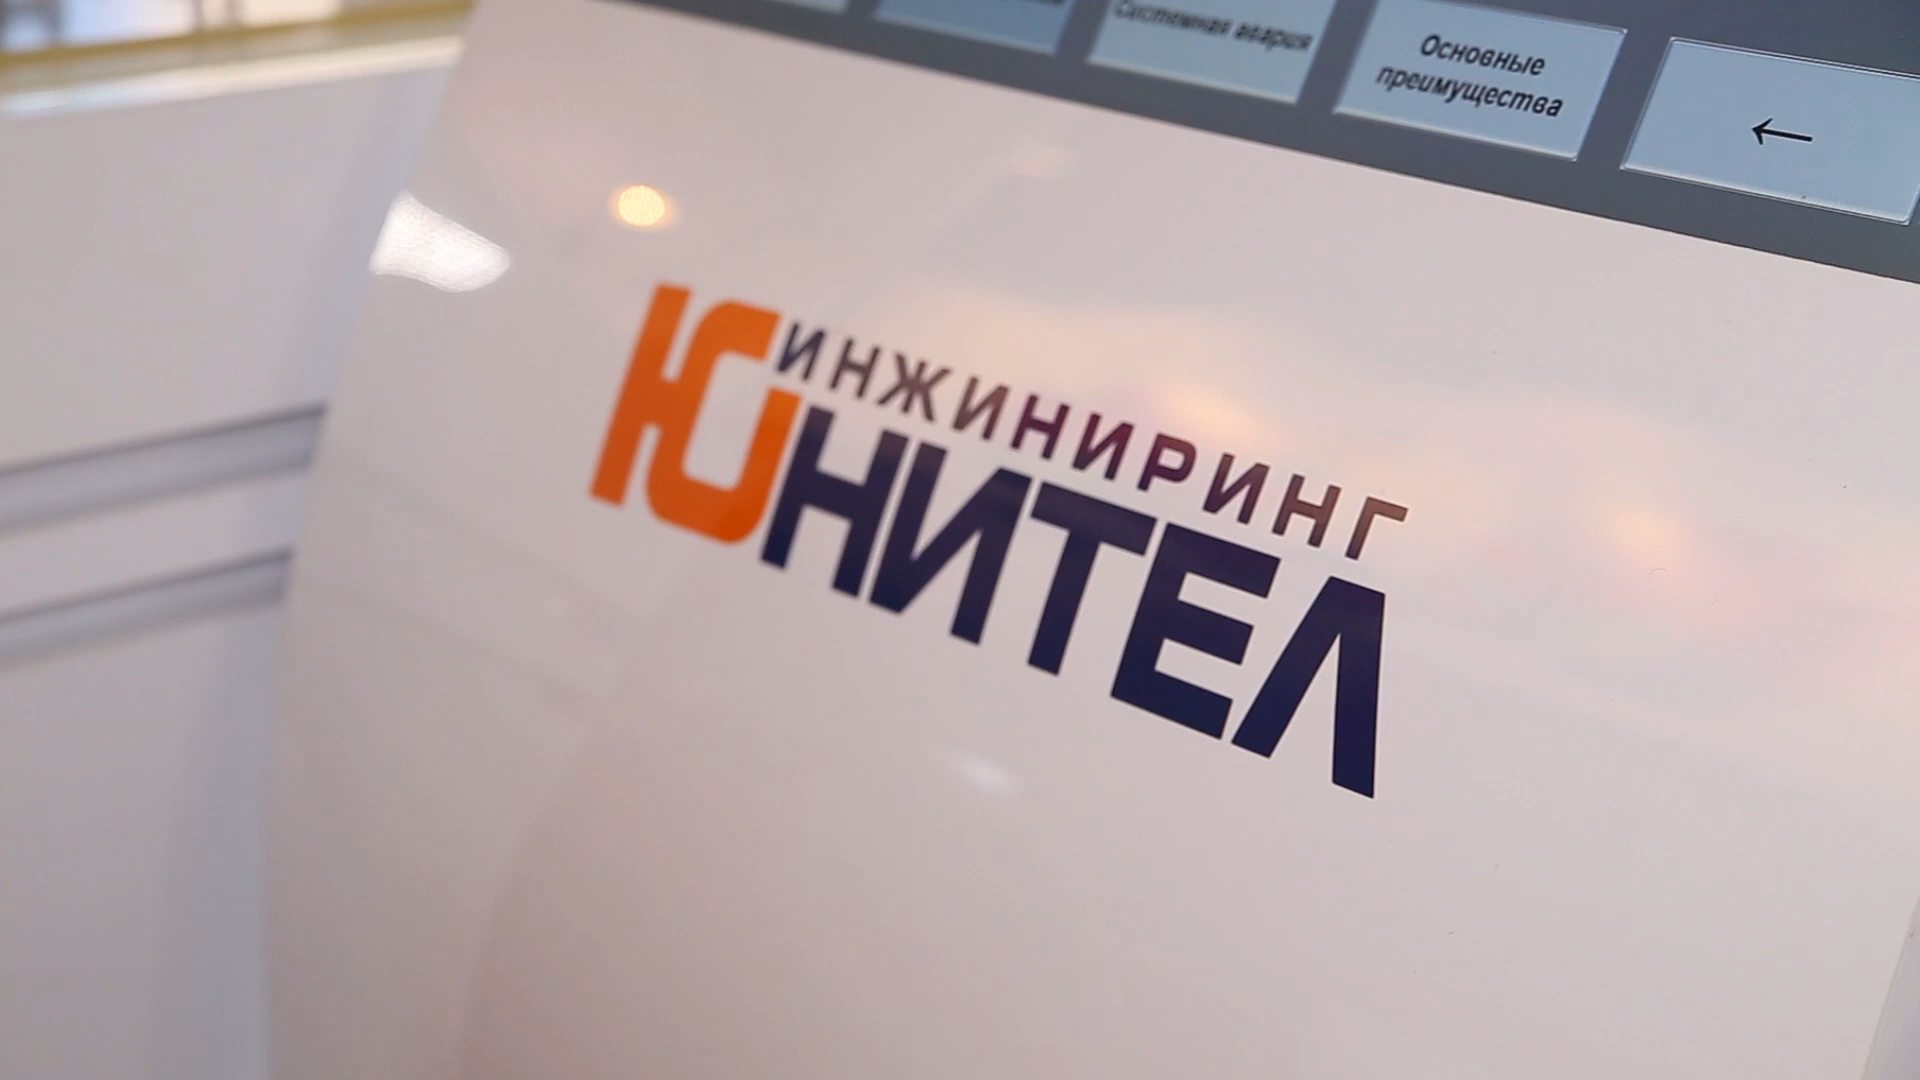 Системная авария
Основные
преимущества
←
ИНЖИНИРИНГ
ЮНИТЕЛ